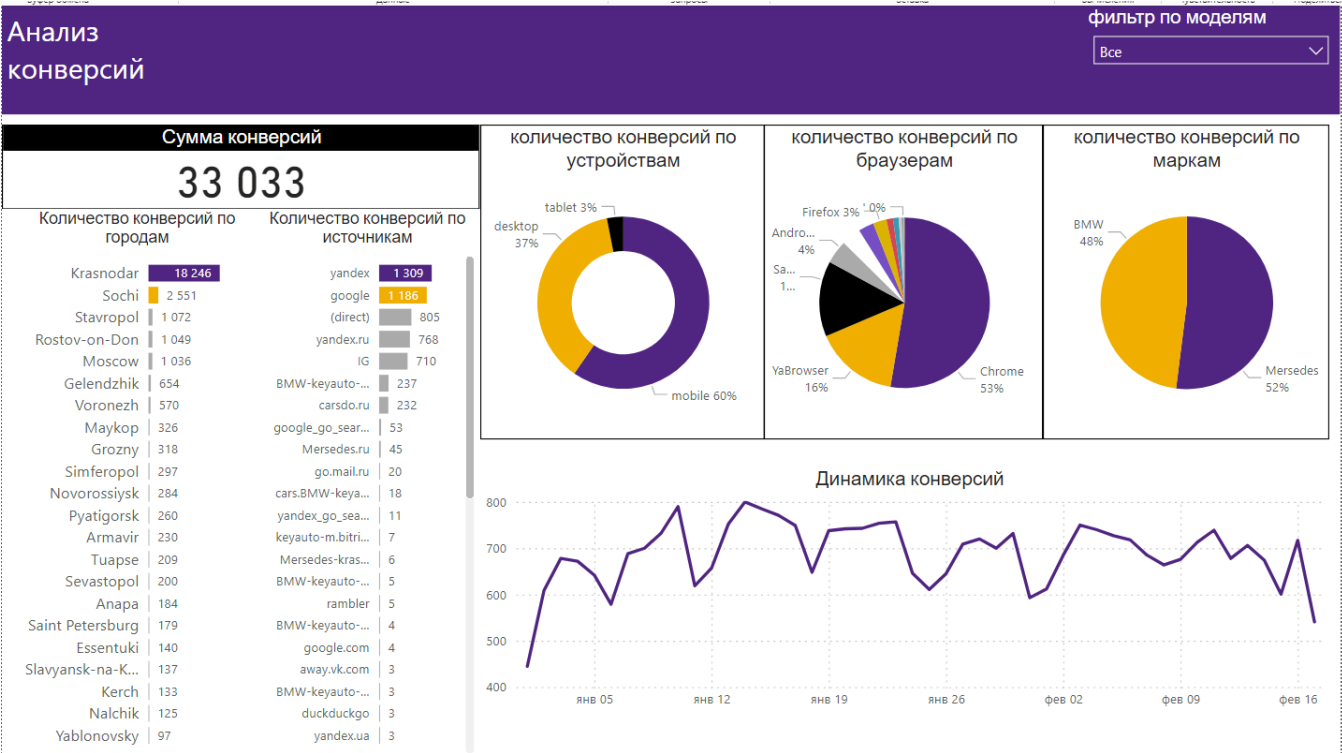 Анализ
конверсий
фильтр по моделям
Все
Сумма конверсий
33 033
Количество конверсий по
городам
Krasnodar 18 246
Sochi 2 551
Stavropol 1 072
Rostov-on-Don 1 049
Moscow 1 036
Gelendzhik 654
Voronezh 570
Maykop 326
Grozny 318
Simferopol 297
Novorossiysk 284
Pyatigorsk 260
Armavir 230
Tuapse 209
Sevastopol 200
Anapa 184
Saint Petersburg 179
Essentuki 140
Slavyansk-na-K... 137
Kerch 133
Nalchik 125
Yablonovsky 97
Количество конверсий по
источникам
yandex 1 309
google 1 186
(direct) 805
yandex.ru 768
IG 710
BMW-keyauto-... 237
carsdo.ru 232
google_go_sear... 53
Mersedes.ru 45
go.mail.ru 20
cars.BMW-keya... 18
yandex_go_sea... 11
keyauto-m.bitri... 7
Mersedes-kras... 6
BMW-keyauto-... 5
rambler 5
BMW-keyauto-... 4
google.com 4
away.vk.com 3
BMW-keyauto-... 3
duckduckgo 3
yandex.ua 3
количество конверсий по
устройствам
tablet 3%
desktop
37%
mobile 60%
количество конверсий по
браузерам
Firefox 3%
' 0%
Andro...
4%
Sa...
1...
YaBrowser
16%
Chrome
53%
количество конверсий по
маркам
BMW
48%
Mersedes
52%
Динамика конверсий
800
700
600
500
400
янв 05
янв 12
янв 19
янв 26
фев 02
фев 09
фев 16